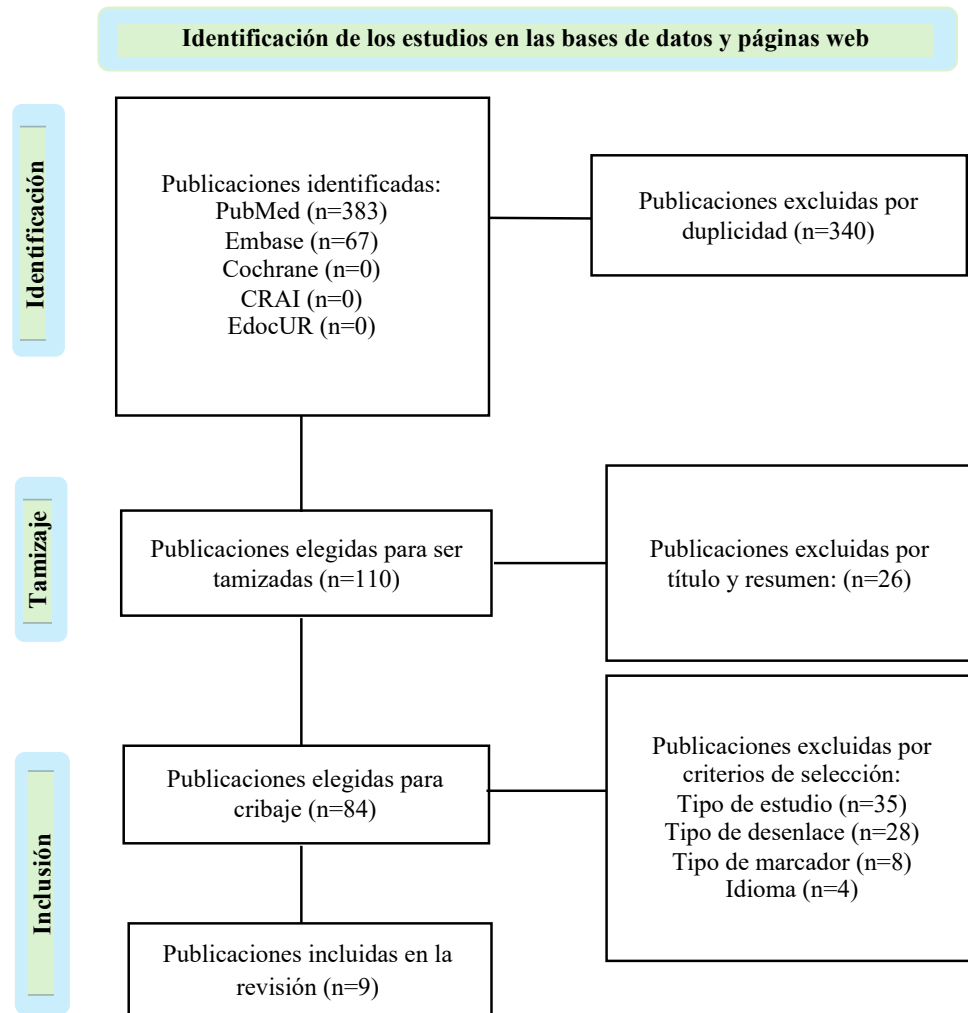 Identificación de los estudios en las bases de datos y páginas web
Identificación
Publicaciones identificadas:
PubMed (n=383)
Embase (n=67)
Cochrane (n=0)
CRAI (n=0)
EdocUR (n=0)
Publicaciones excluidas por
duplicidad (n=340)
Tamizaje
Publicaciones elegidas para ser
tamizadas (n=110)
Publicaciones excluidas por
título y resumen: (n=26)
Inclusión
Publicaciones elegidas para
cribaje (n=84)
Publicaciones excluidas por
criterios de selección:
Tipo de estudio (n=35)
Tipo de desenlace (n=28)
Tipo de marcador (n=8)
Idioma (n=4)
Publicaciones incluidas en la
revisión (n=9)